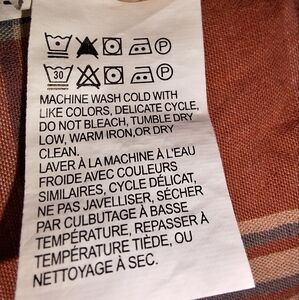 P
30 P
MACHINE WASH COLD WITH
LIKE COLORS, DELICATE CYCLE,
DO NOT BLEACH, TUMBLE DRY
LOW, WARM IRON,OR DRY
CLEAN.
LAVER À LA MACHINE À L'EAU
FROIDE AVEC COULEURS
SIMILAIRES, CYCLE DÉLICAT,
NE PAS JAVELLISER, SÉCHER
PAR CULBUTAGE À BASSE
TEMPÉRATURE, REPASSER À
TEMPÉRATURE TIÈDE, OU
NETTOYAGE À SEC.